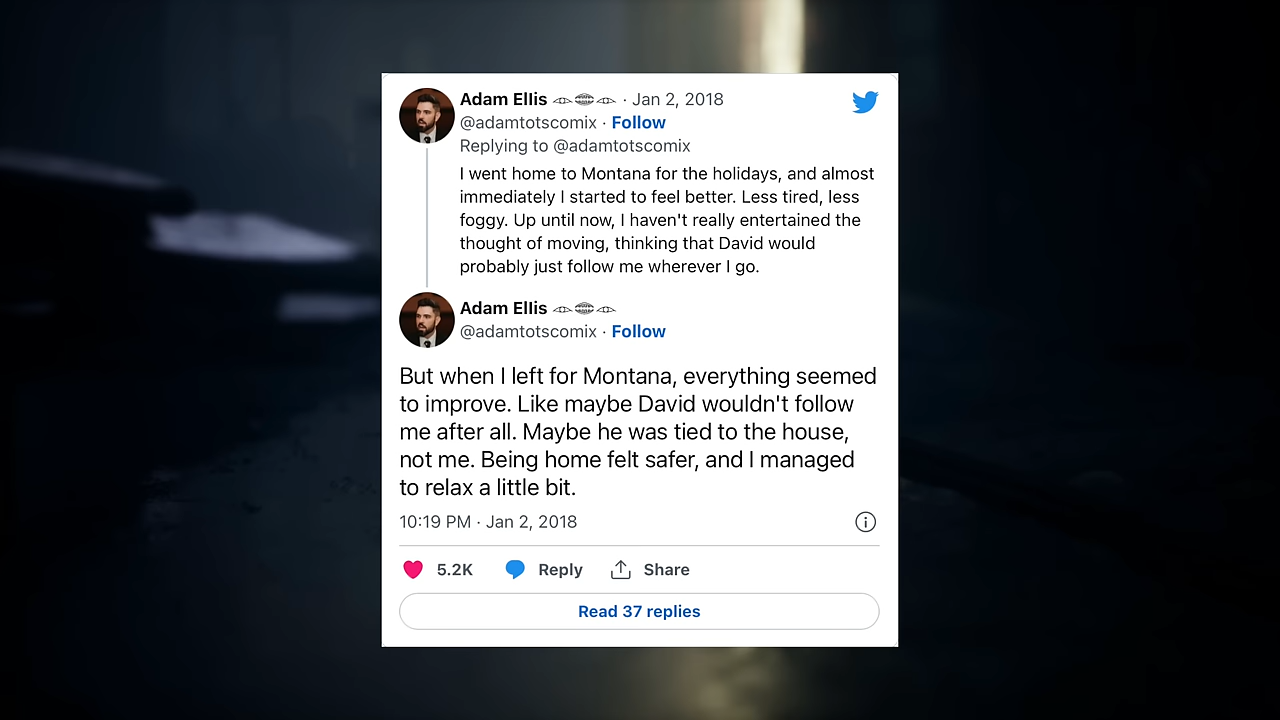 Adam Ellis · Jan 2, 2018
@adamtotscomix · Follow
Replying to @adamtotscomix
I went home to Montana for the holidays, and almost
immediately I started to feel better. Less tired, less
foggy. Up until now, I haven't really entertained the
thought of moving, thinking that David would
probably just follow me wherever I go.
Adam Ellis
@adamtotscomix · Follow
But when I left for Montana, everything seemed
to improve. Like maybe David wouldn't follow
me after all. Maybe he was tied to the house,
not me. Being home felt safer, and I managed
to relax a little bit.
10:19 PM · Jan 2, 2018
5.2K Reply Share
Read 37 replies